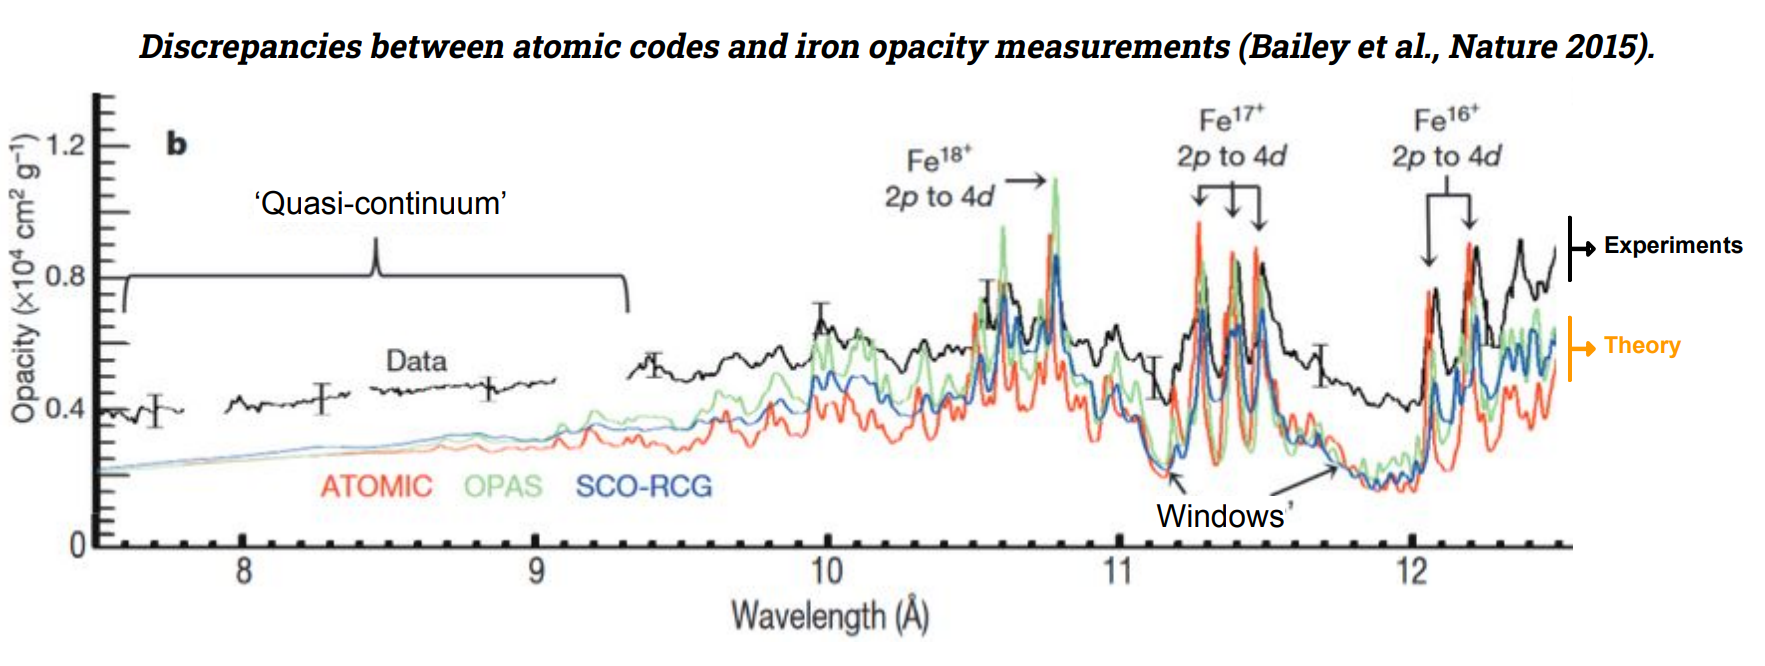 Discrepancies between atomic codes and iron opacity measurements (Bailey et al., Nature 2015).
b
Opacity (×10⁴ cm² g⁻¹)
1.2
0.8
0.4
0
‘Quasi-continuum’
Data
Fe¹⁸⁺
2p to 4d
Fe¹⁷⁺
2p to 4d
Fe¹⁶⁺
2p to 4d
Experiments
Theory
ATOMIC OPAS SCO-RCG
Windows’
8 9 10 11 12
Wavelength (Å)